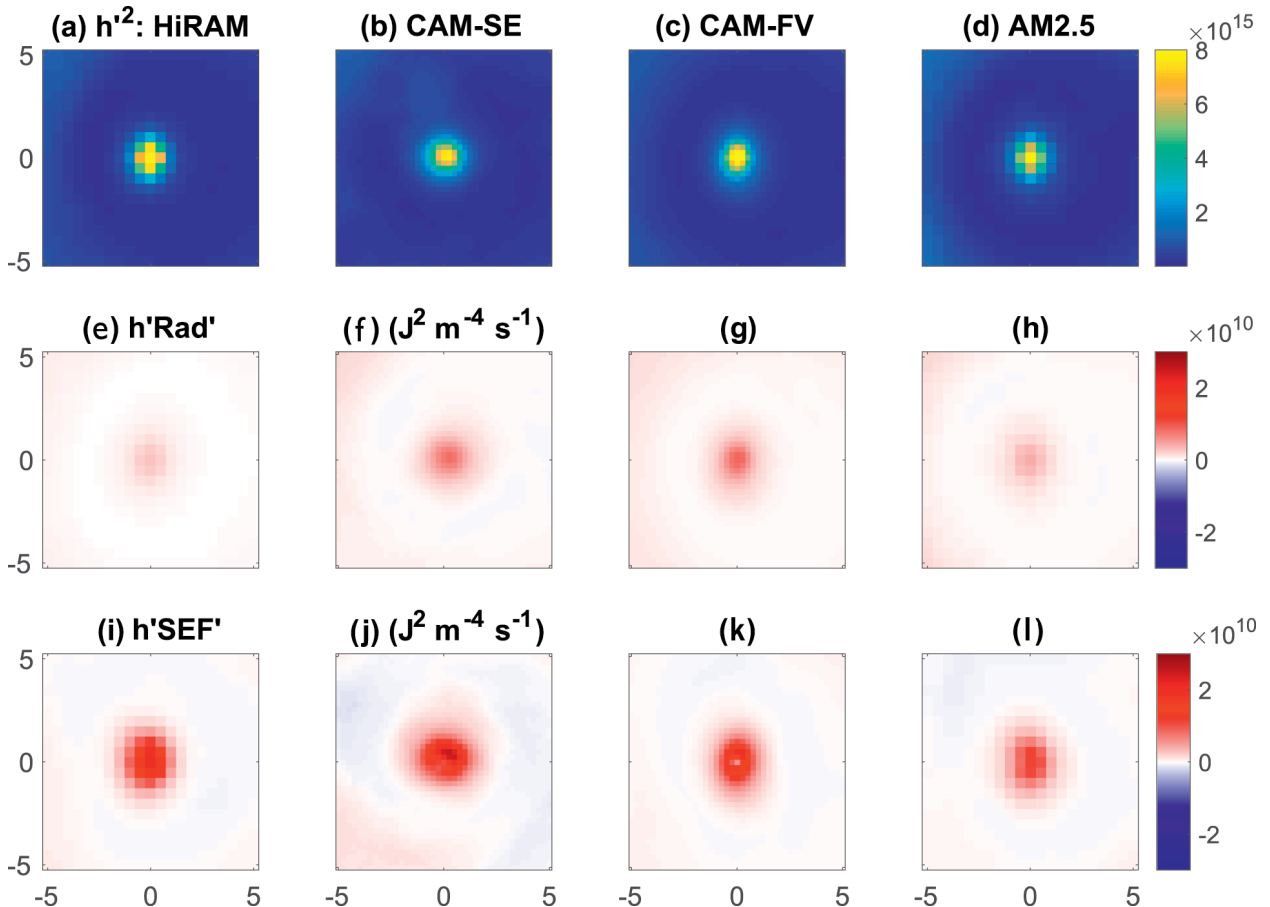 (a) h'²: HiRAM
(b) CAM-SE
(c) CAM-FV
(d) AM2.5
×10¹⁵
5
0
-5
8
6
4
2
(e) h'Rad'
(f) (J² m⁻⁴ s⁻¹)
(g)
(h)
×10¹⁰
5
0
-5
2
0
-2
(i) h'SEF'
(j) (J² m⁻⁴ s⁻¹)
(k)
(l)
×10¹⁰
5
0
-5
2
0
-2
-5 0 5
-5 0 5
-5 0 5
-5 0 5